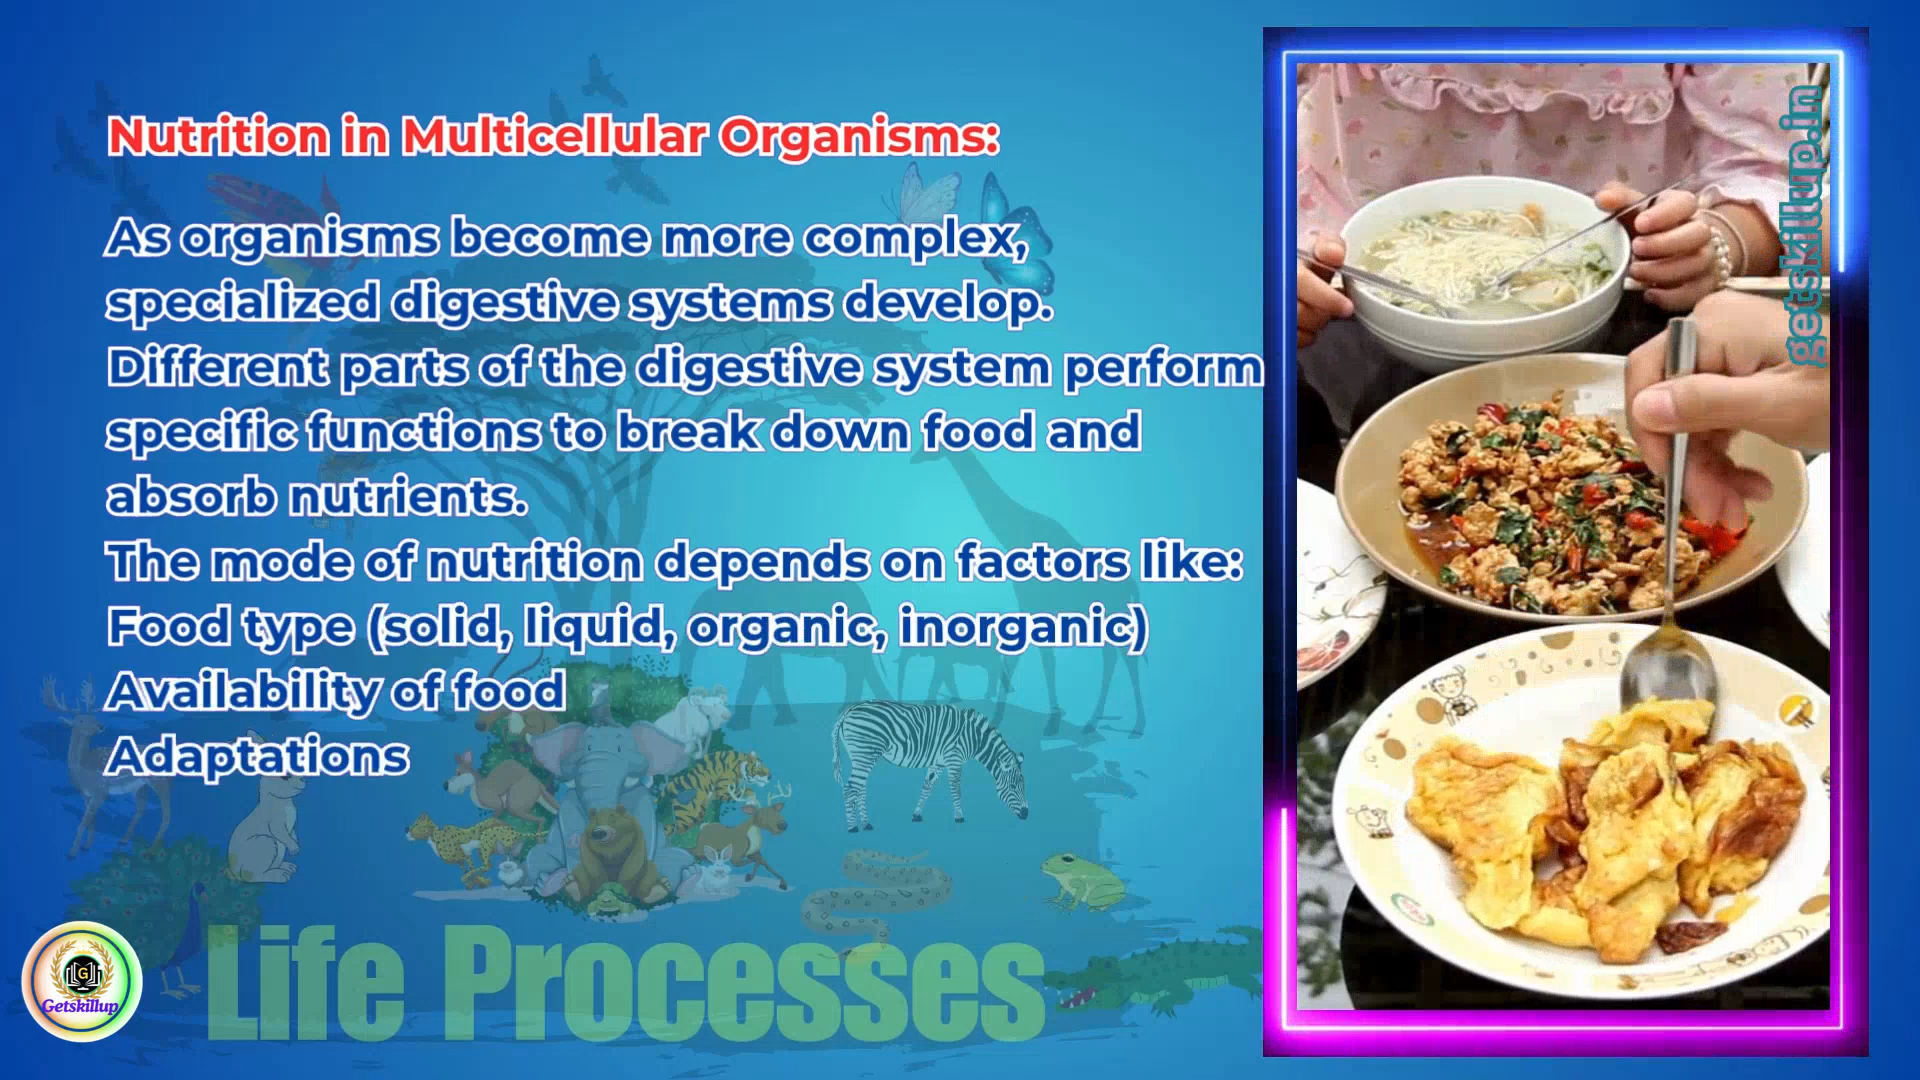 Nutrition in Multicellular Organisms:
As organisms become more complex,
specialized digestive systems develop.
Different parts of the digestive system perform
specific functions to break down food and
absorb nutrients.
The mode of nutrition depends on factors like:
Food type (solid, liquid, organic, inorganic)
Availability of food
Adaptations
Life Processes
G
Getskillup
getskillup.in